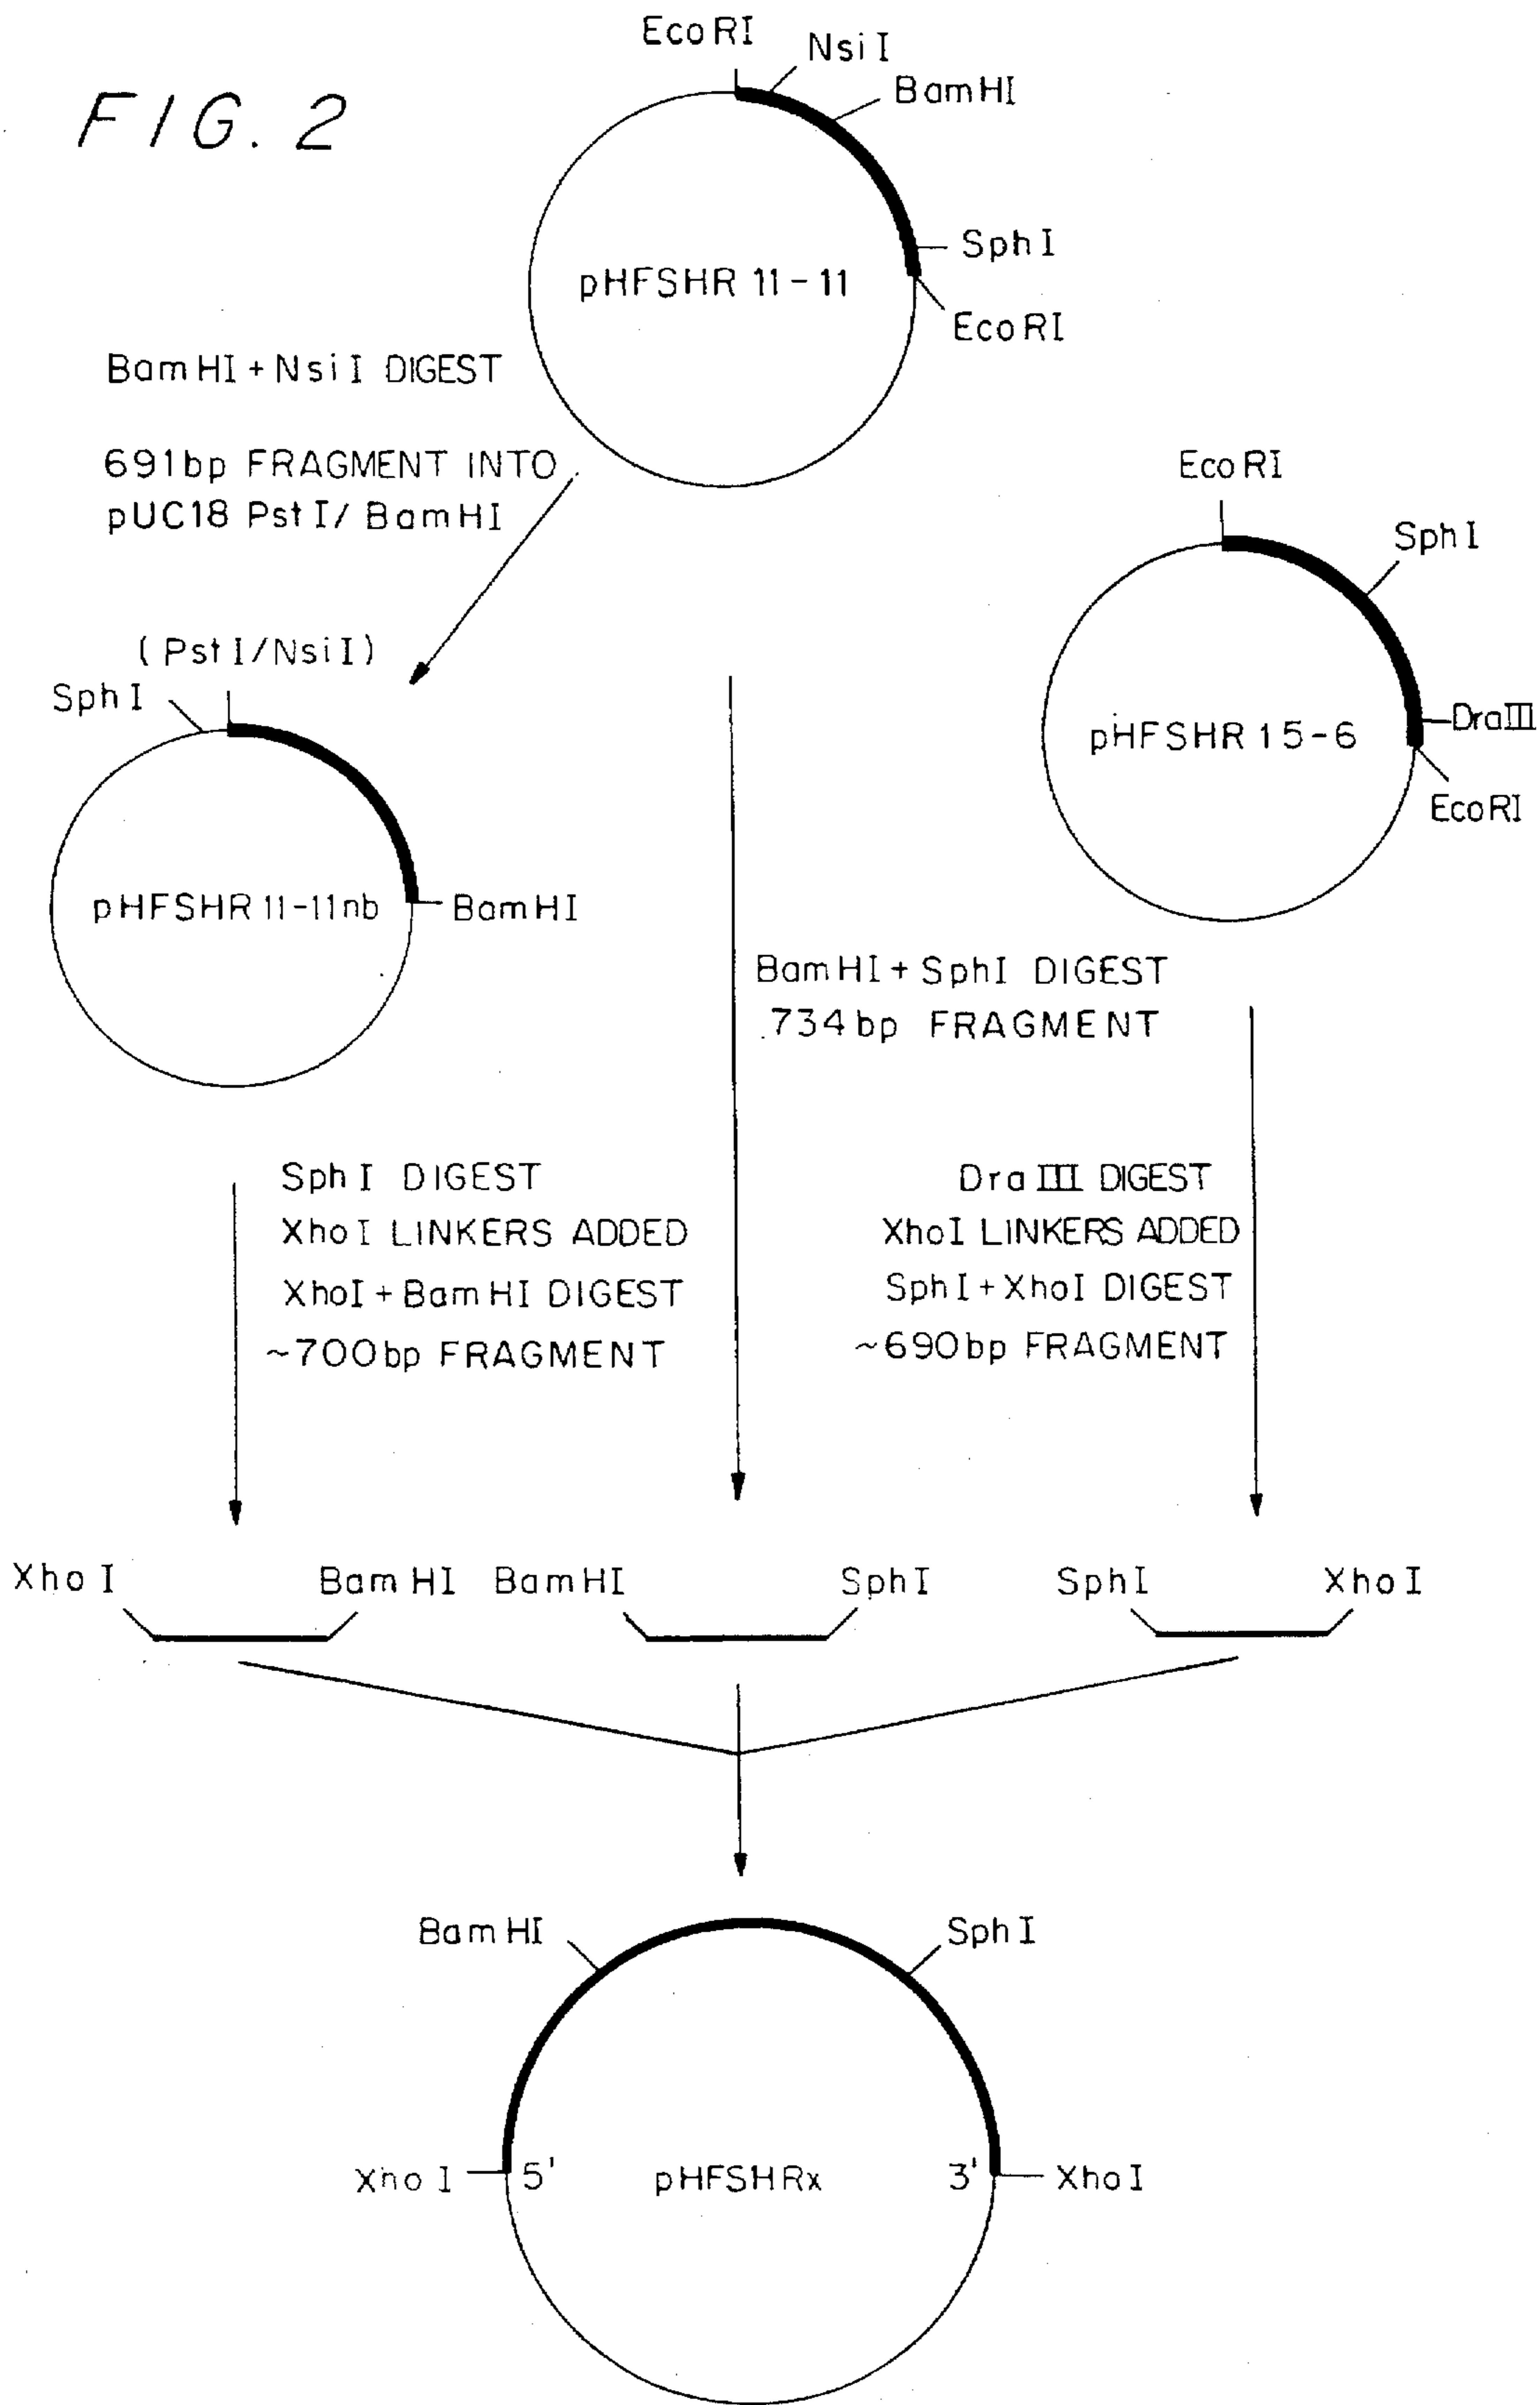 FIG. 2
EcoRI
NsiI
BamHI
SphI
pHFSHR 11-11
EcoRI
BamHI + NsiI DIGEST
691bp FRAGMENT INTO
pUC18 PstI/BamHI
EcoRI
SphI
(PstI/NsiI)
SphI
DraIII
pHFSHR 15-6
EcoRI
pHFSHR 11-11nb
BamHI
BamHI + SphI DIGEST
734bp FRAGMENT
SphI DIGEST
XhoI LINKERS ADDED
XhoI + BamHI DIGEST
~700bp FRAGMENT
DraIII DIGEST
XhoI LINKERS ADDED
SphI + XhoI DIGEST
~690bp FRAGMENT
XhoI BamHI BamHI SphI SphI XhoI
BamHI SphI
XhoI 5' pHFSHRx 3' XhoI